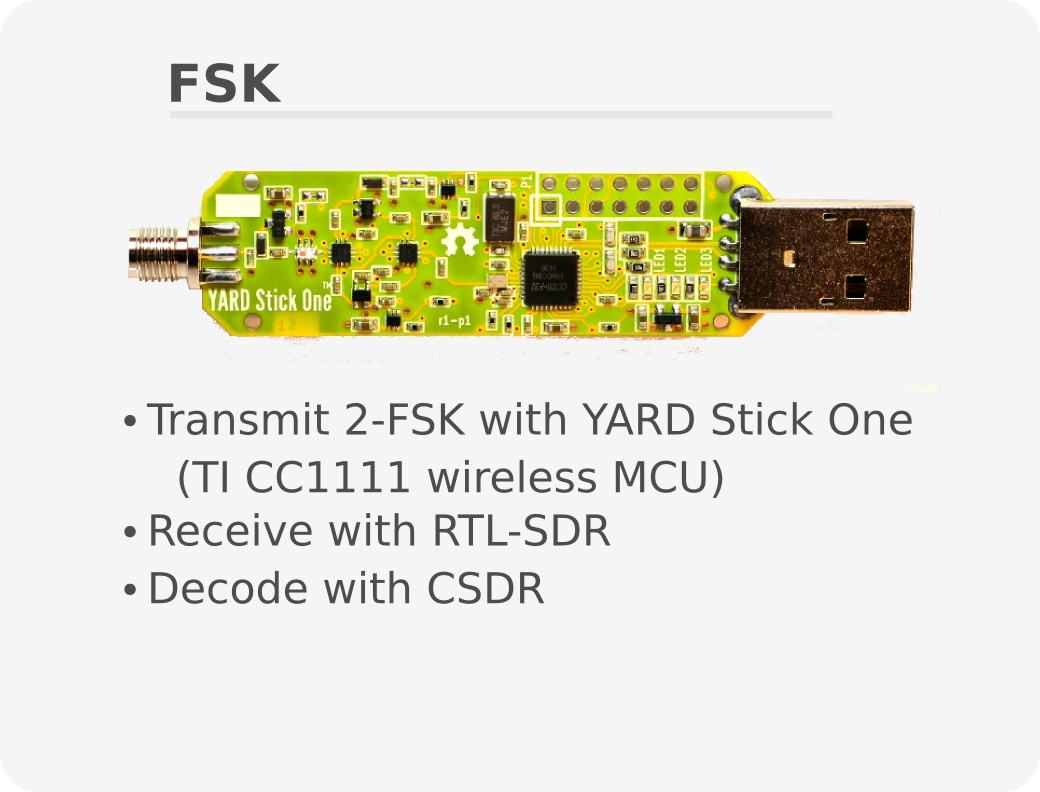 FSK
P1
LED1
LED2
LED3
YARD Stick One™
r1-p1
• Transmit 2-FSK with YARD Stick One
(TI CC1111 wireless MCU)
• Receive with RTL-SDR
• Decode with CSDR